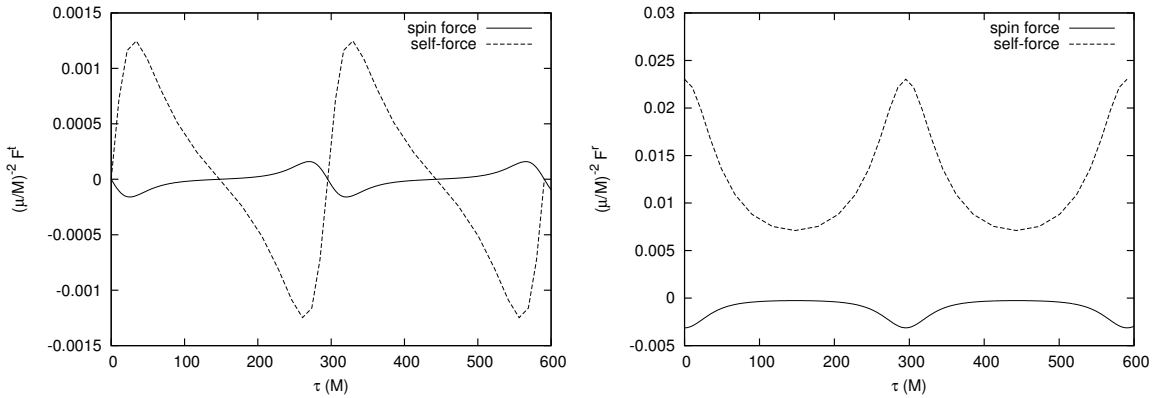 0.0015
0.001
0.0005
0
-0.0005
-0.001
-0.0015
0 100 200 300 400 500 600
(μ/M)⁻² Fᵗ
τ (M)
spin force
self-force
0.03
0.025
0.02
0.015
0.01
0.005
0
-0.005
0 100 200 300 400 500 600
(μ/M)⁻² Fʳ
τ (M)
spin force
self-force